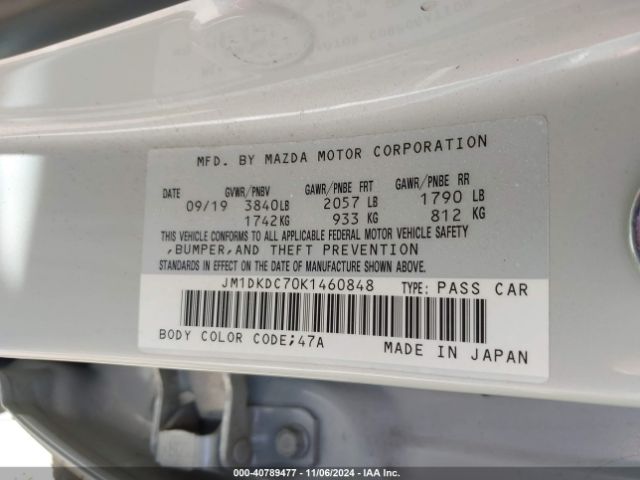 MFD. BY MAZDA MOTOR CORPORATION
DATE GVWR/PNBV GAWR/PNBE FRT GAWR/PNBE RR
09/19 3840LB 2057 LB 1790 LB
1742KG 933 KG 812 KG
THIS VEHICLE CONFORMS TO ALL APPLICABLE FEDERAL MOTOR VEHICLE SAFETY
,BUMPER,AND THEFT PREVENTION
STANDARDS IN EFFECT ON THE DATE OF MANUFACTURE SHOWN ABOVE.
JM1DKDC70K1460848 TYPE: PASS CAR
BODY COLOR CODE;47A MADE IN JAPAN
000-40789477 - 11/06/2024 - IAA Inc.